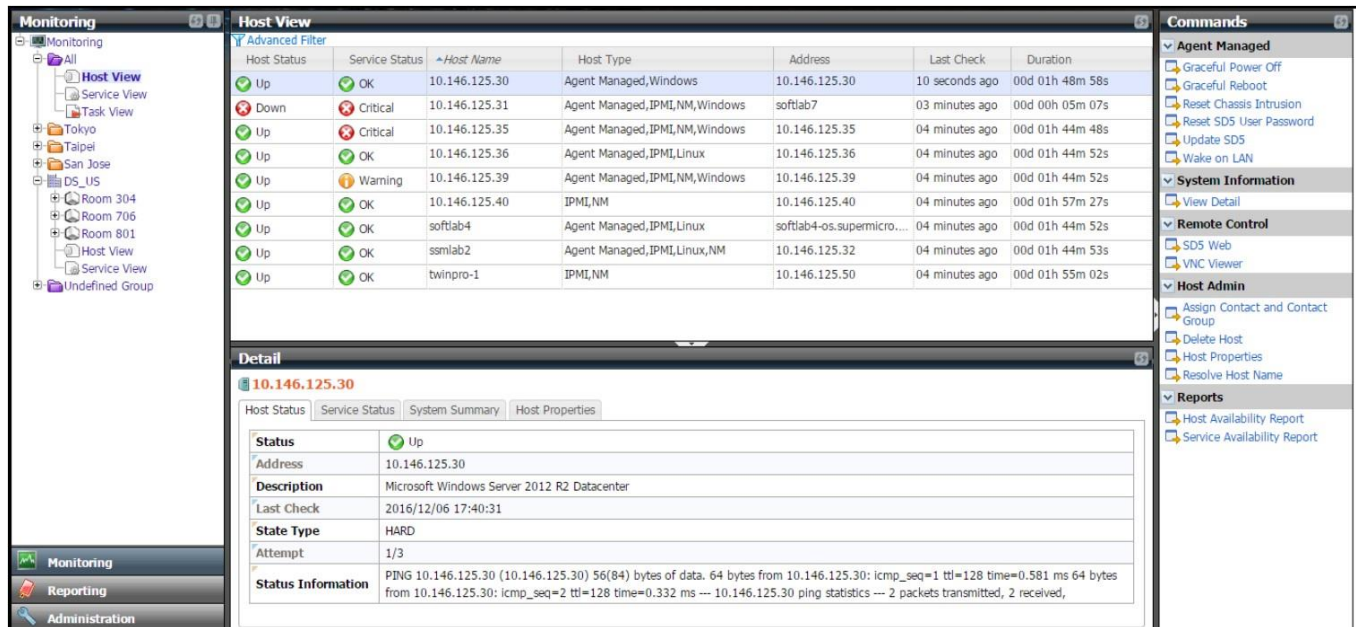 Monitoring
Monitoring
All
Host View
Service View
Task View
Tokyo
Taipei
San Jose
DS_US
Room 304
Room 706
Room 801
Host View
Service View
Undefined Group
Monitoring
Reporting
Administration
Host View
Advanced Filter
Host Status Service Status Host Name Host Type Address Last Check Duration
Up OK 10.146.125.30 Agent Managed,Windows 10.146.125.30 10 seconds ago 00d 01h 48m 58s
Down Critical 10.146.125.31 Agent Managed,IPMI,NM,Windows softlab7 03 minutes ago 00d 00h 05m 07s
Up Critical 10.146.125.35 Agent Managed,IPMI,NM,Windows 10.146.125.35 04 minutes ago 00d 01h 44m 48s
Up OK 10.146.125.36 Agent Managed,IPMI,Linux 10.146.125.36 04 minutes ago 00d 01h 44m 52s
Up Warning 10.146.125.39 Agent Managed,IPMI,NM,Windows 10.146.125.39 04 minutes ago 00d 01h 44m 52s
Up OK 10.146.125.40 IPMI,NM 10.146.125.40 04 minutes ago 00d 01h 57m 27s
Up OK softlab4 Agent Managed,IPMI,Linux softlab4-os.supermicro.... 04 minutes ago 00d 01h 44m 52s
Up OK ssmlab2 Agent Managed,IPMI,Linux,NM 10.146.125.32 04 minutes ago 00d 01h 44m 53s
Up OK twinpro-1 IPMI,NM 10.146.125.50 04 minutes ago 00d 01h 55m 02s
Detail
10.146.125.30
Host Status Service Status System Summary Host Properties
Status Up
Address 10.146.125.30
Description Microsoft Windows Server 2012 R2 Datacenter
Last Check 2016/12/06 17:40:31
State Type HARD
Attempt 1/3
Status Information PING 10.146.125.30 (10.146.125.30) 56(84) bytes of data. 64 bytes from 10.146.125.30: icmp_seq=1 ttl=128 time=0.581 ms 64 bytes
from 10.146.125.30: icmp_seq=2 ttl=128 time=0.332 ms --- 10.146.125.30 ping statistics --- 2 packets transmitted, 2 received,
Commands
Agent Managed
Graceful Power Off
Graceful Reboot
Reset Chassis Intrusion
Reset SD5 User Password
Update SD5
Wake on LAN
System Information
View Detail
Remote Control
SD5 Web
VNC Viewer
Host Admin
Assign Contact and Contact
Group
Delete Host
Host Properties
Resolve Host Name
Reports
Host Availability Report
Service Availability Report